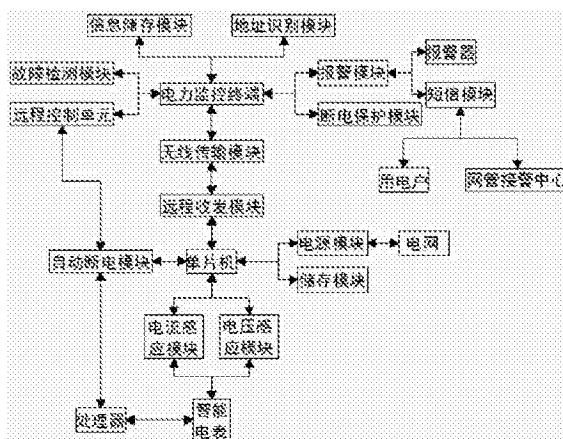 信息储存模块
地址识别模块
故障检测模块
电力监控终端
报警模块
报警器
远程控制单元
断电保护模块
短信模块
无线传输模块
用电户
网管接警中心
远程收发模块
自动断电模块
单片机
电源模块
电网
储存模块
电流感
应模块
电压感
应模块
处理器
智能
电表